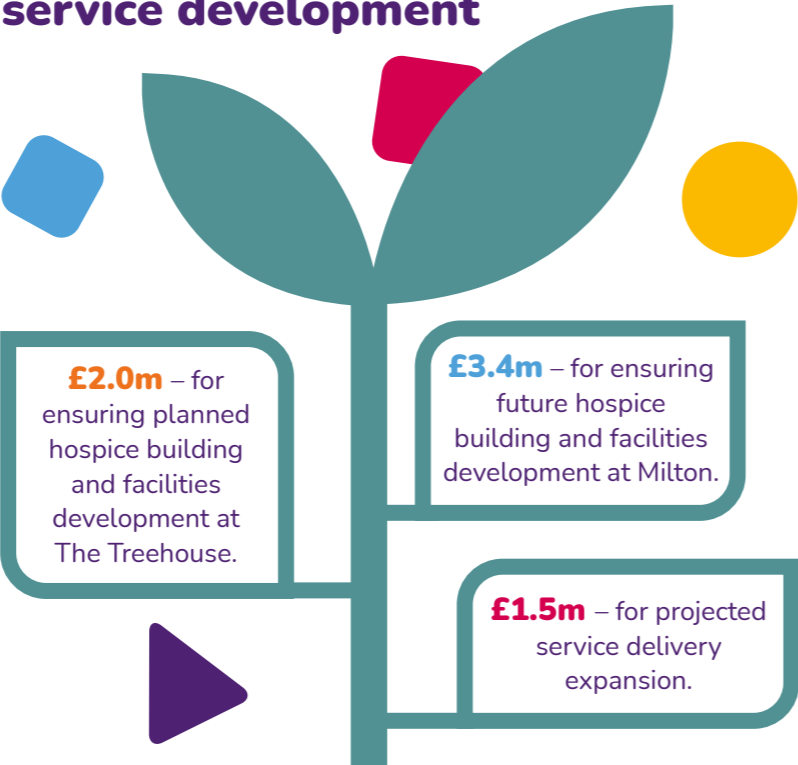 service development
£2.0m – for
ensuring planned
hospice building
and facilities
development at
The Treehouse.
£3.4m – for ensuring
future hospice
building and facilities
development at Milton.
£1.5m – for projected
service delivery
expansion.